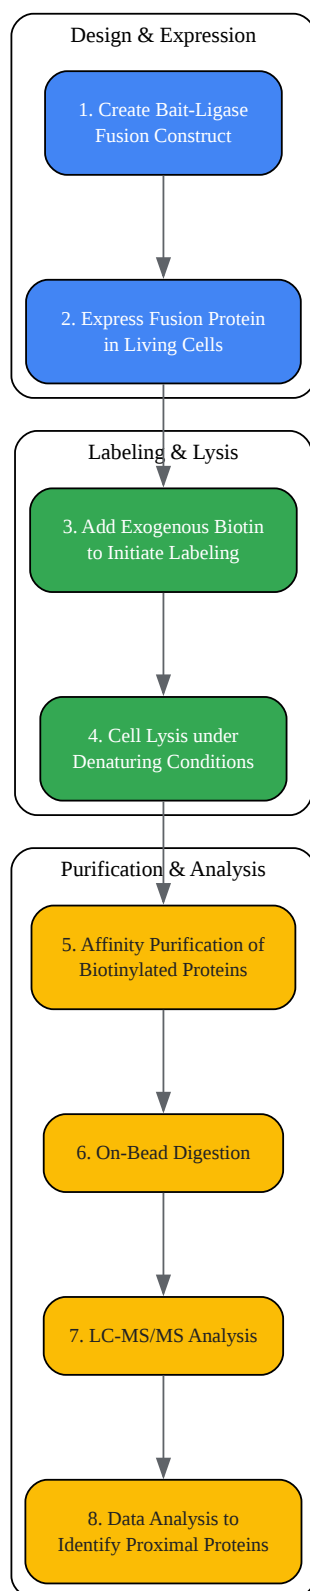 Design & Expression
1. Create Bait-Ligase
Fusion Construct
2. Express Fusion Protein
in Living Cells
Labeling & Lysis
3. Add Exogenous Biotin
to Initiate Labeling
4. Cell Lysis under
Denaturing Conditions
Purification & Analysis
5. Affinity Purification of
Biotinylated Proteins
6. On-Bead Digestion
7. LC-MS/MS Analysis
8. Data Analysis to
Identify Proximal Proteins